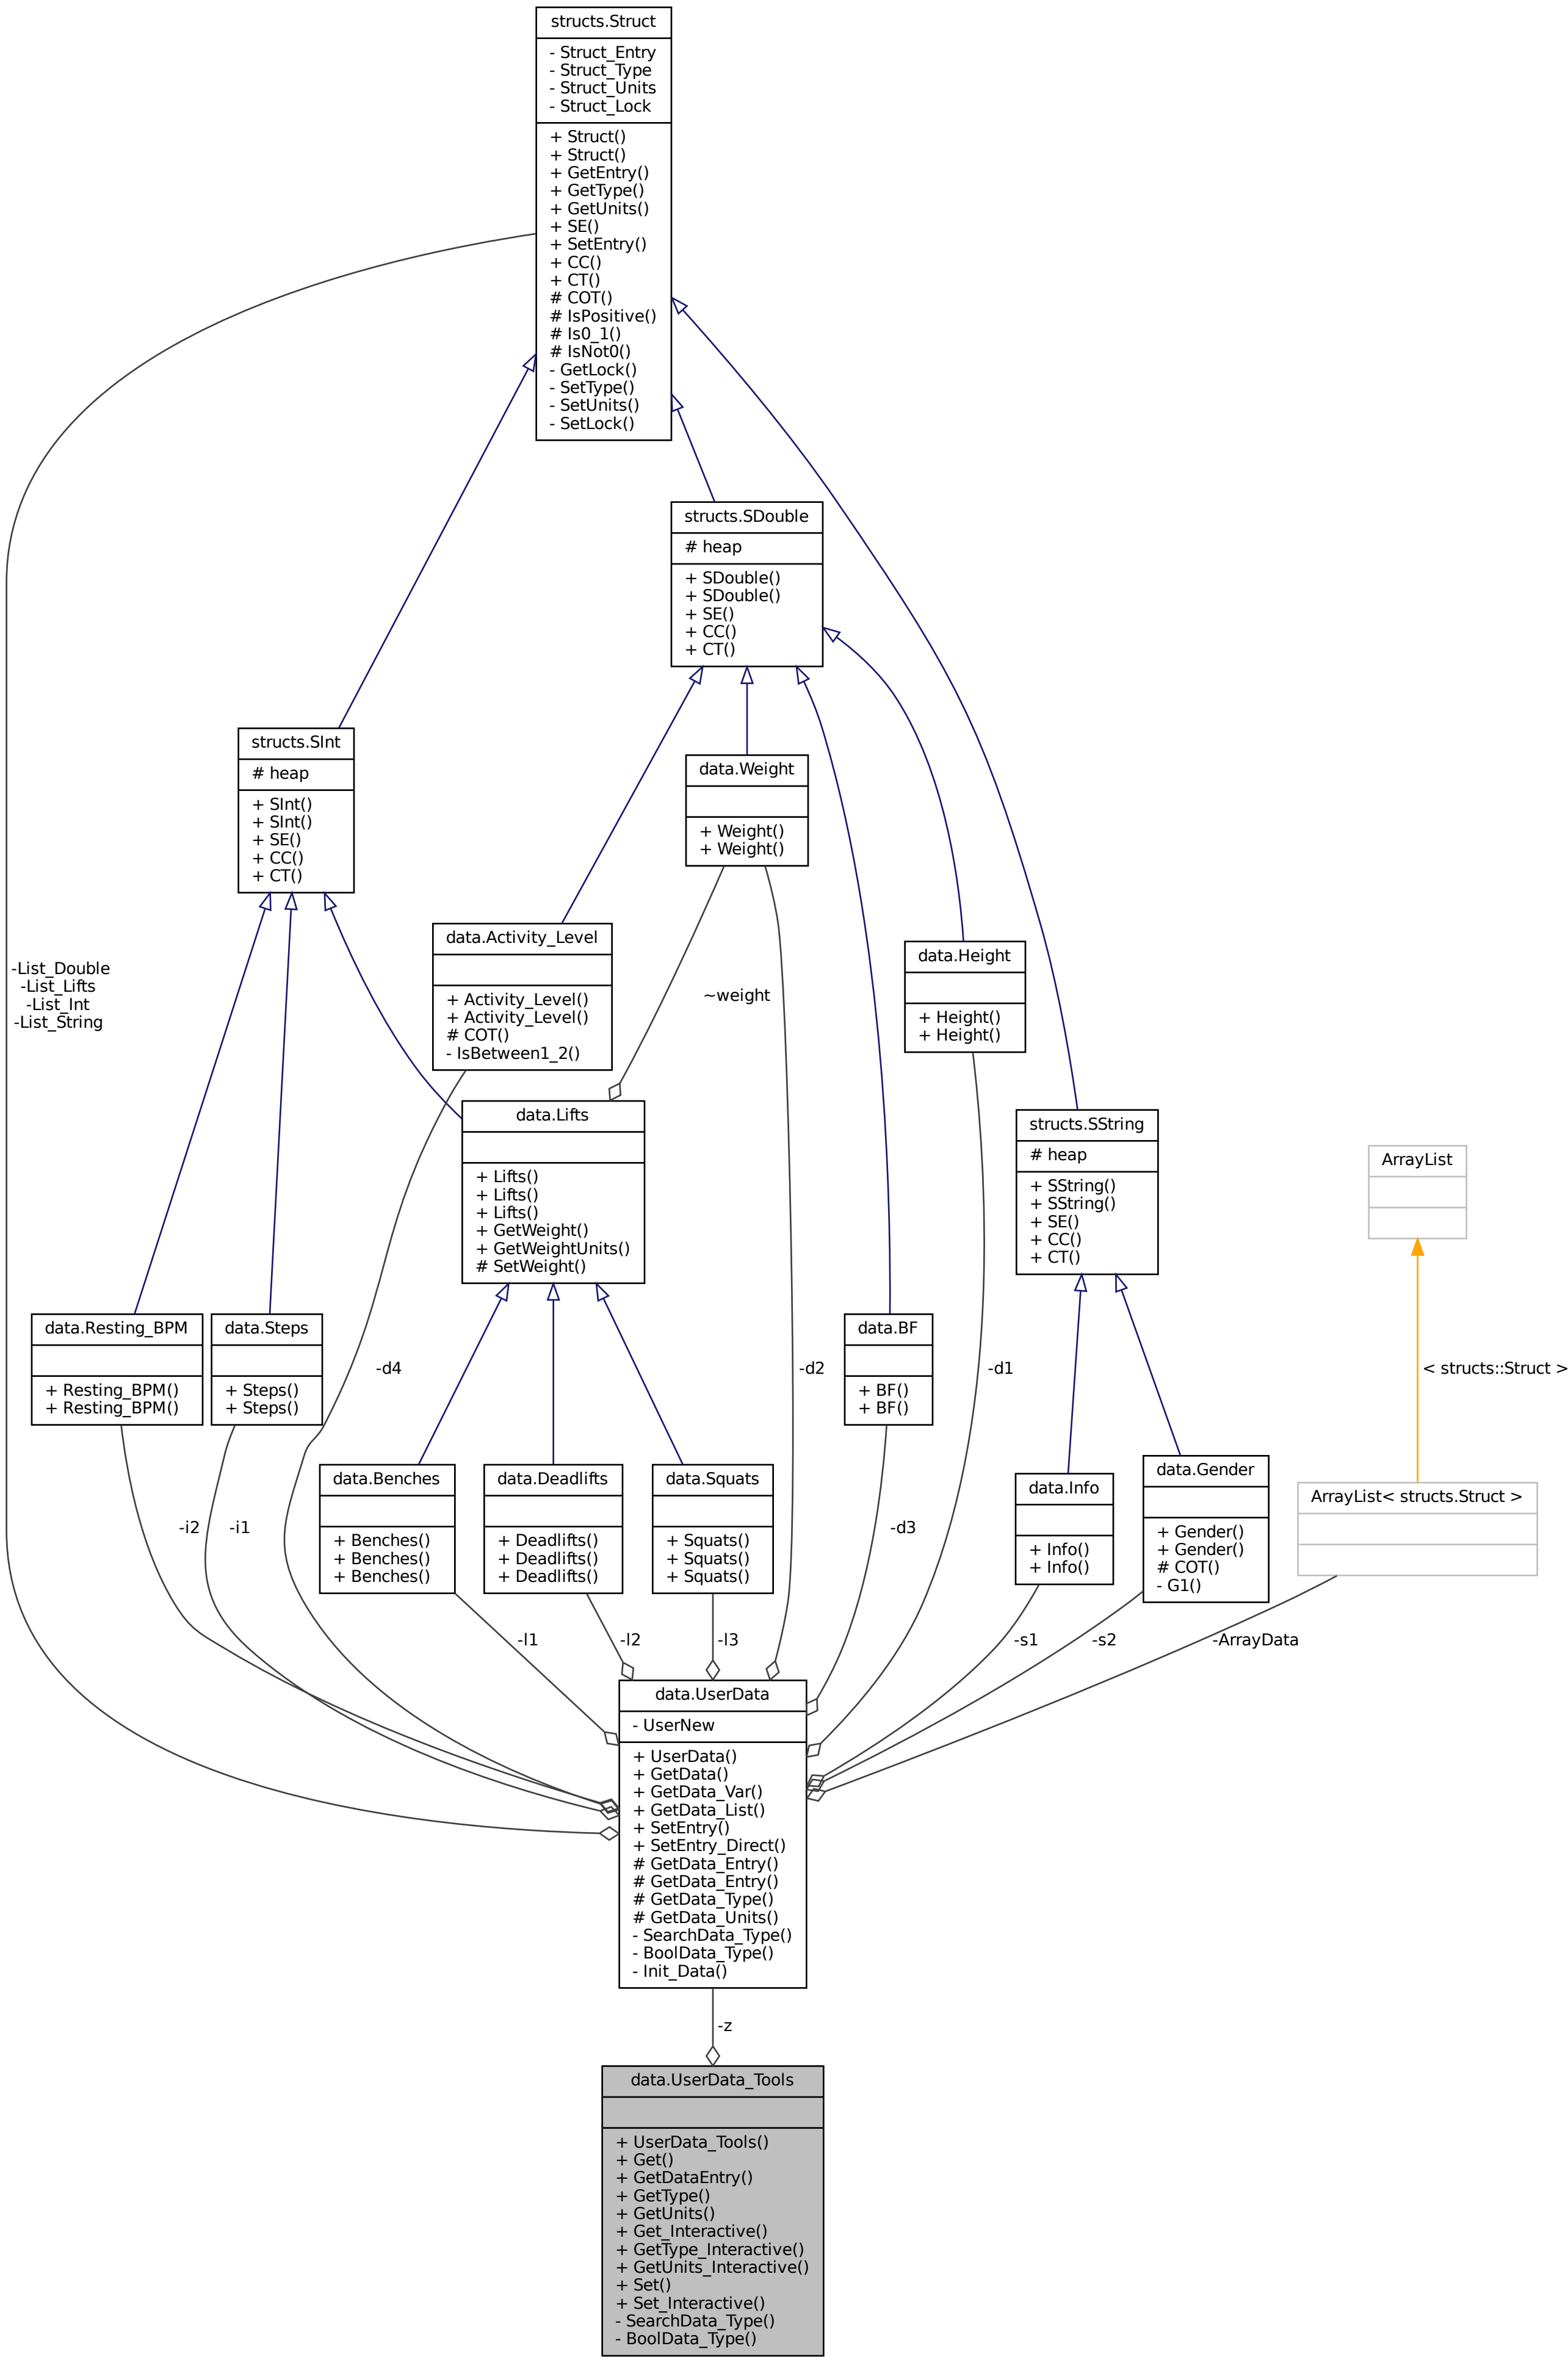 structs.Struct
- Struct_Entry
- Struct_Type
- Struct_Units
- Struct_Lock
+ Struct()
+ Struct()
+ GetEntry()
+ GetType()
+ GetUnits()
+ SE()
+ SetEntry()
+ CC()
+ CT()
# COT()
# IsPositive()
# Is0_1()
# IsNot0()
- GetLock()
- SetType()
- SetUnits()
- SetLock()
structs.SDouble
# heap
+ SDouble()
+ SDouble()
+ SE()
+ CC()
+ CT()
structs.SInt
# heap
+ SInt()
+ SInt()
+ SE()
+ CC()
+ CT()
data.Weight
+ Weight()
+ Weight()
data.Activity_Level
+ Activity_Level()
+ Activity_Level()
# COT()
- IsBetween1_2()
data.Height
+ Height()
+ Height()
-List_Double
-List_Lifts
-List_Int
-List_String
~weight
data.Lifts
+ Lifts()
+ Lifts()
+ Lifts()
+ GetWeight()
+ GetWeightUnits()
# SetWeight()
structs.SString
# heap
+ SString()
+ SString()
+ SE()
+ CC()
+ CT()
ArrayList
data.Resting_BPM
+ Resting_BPM()
+ Resting_BPM()
data.Steps
+ Steps()
+ Steps()
-d4
-d2
data.BF
+ BF()
+ BF()
-d1
< structs::Struct >
data.Benches
+ Benches()
+ Benches()
+ Benches()
data.Deadlifts
+ Deadlifts()
+ Deadlifts()
+ Deadlifts()
data.Squats
+ Squats()
+ Squats()
+ Squats()
data.Info
+ Info()
+ Info()
data.Gender
+ Gender()
+ Gender()
# COT()
- G1()
ArrayList< structs.Struct >
-i2
-i1
-d3
-l1
-l2
-l3
-s1
-s2
-ArrayData
data.UserData
- UserNew
+ UserData()
+ GetData()
+ GetData_Var()
+ GetData_List()
+ SetEntry()
+ SetEntry_Direct()
# GetData_Entry()
# GetData_Entry()
# GetData_Type()
# GetData_Units()
- SearchData_Type()
- BoolData_Type()
- Init_Data()
-z
data.UserData_Tools
+ UserData_Tools()
+ Get()
+ GetDataEntry()
+ GetType()
+ GetUnits()
+ Get_Interactive()
+ GetType_Interactive()
+ GetUnits_Interactive()
+ Set()
+ Set_Interactive()
- SearchData_Type()
- BoolData_Type()